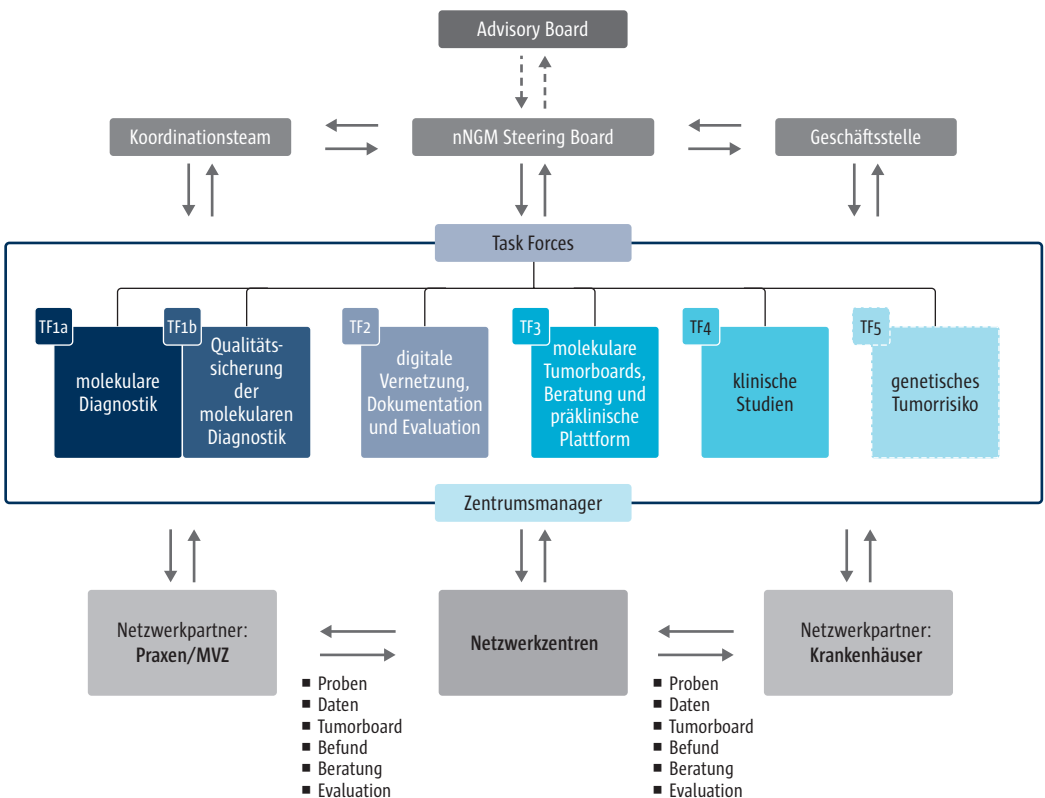 Advisory Board
Koordinationsteam
nNGM Steering Board
Geschäftsstelle
Task Forces
TF1a
molekulare
Diagnostik
TF1b
Qualitäts-
sicherung
der
molekularen
Diagnostik
TF2
digitale
Vernetzung,
Dokumentation
und Evaluation
TF3
molekulare
Tumorboards,
Beratung und
präklinische
Plattform
TF4
klinische
Studien
TF5
genetisches
Tumorrisiko
Zentrumsmanager
Netzwerkpartner:
Praxen/MVZ
Netzwerkzentren
Netzwerkpartner:
Krankenhäuser
■ Proben
■ Daten
■ Tumorboard
■ Befund
■ Beratung
■ Evaluation
■ Proben
■ Daten
■ Tumorboard
■ Befund
■ Beratung
■ Evaluation